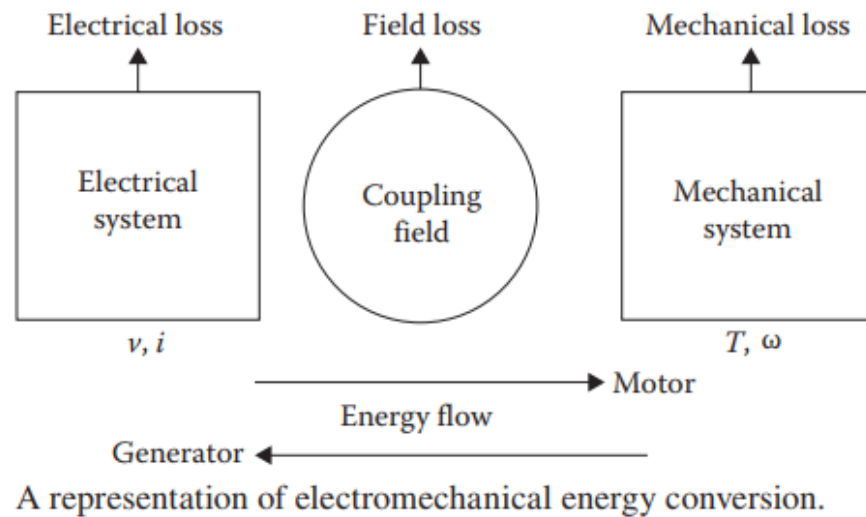 Electrical loss
Field loss
Mechanical loss
Electrical
system
Coupling
field
Mechanical
system
v, i
T, ω
Motor
Energy flow
Generator
A representation of electromechanical energy conversion.